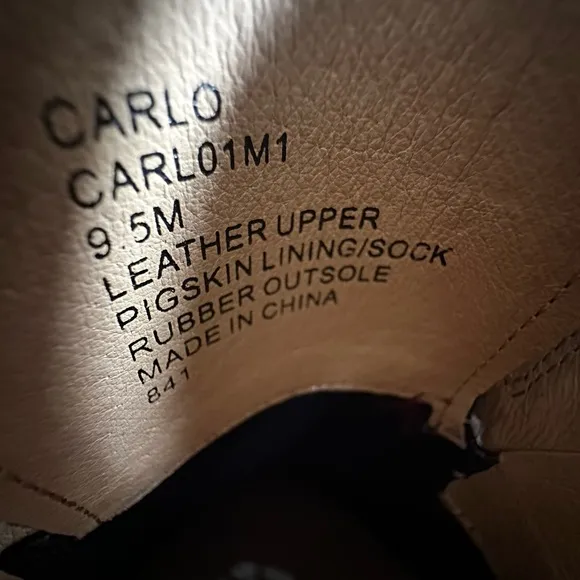 CARLO
CARL01M1
9.5M
LEATHER UPPER
PIGSKIN LINING/SOCK
RUBBER OUTSOLE
MADE IN CHINA
841